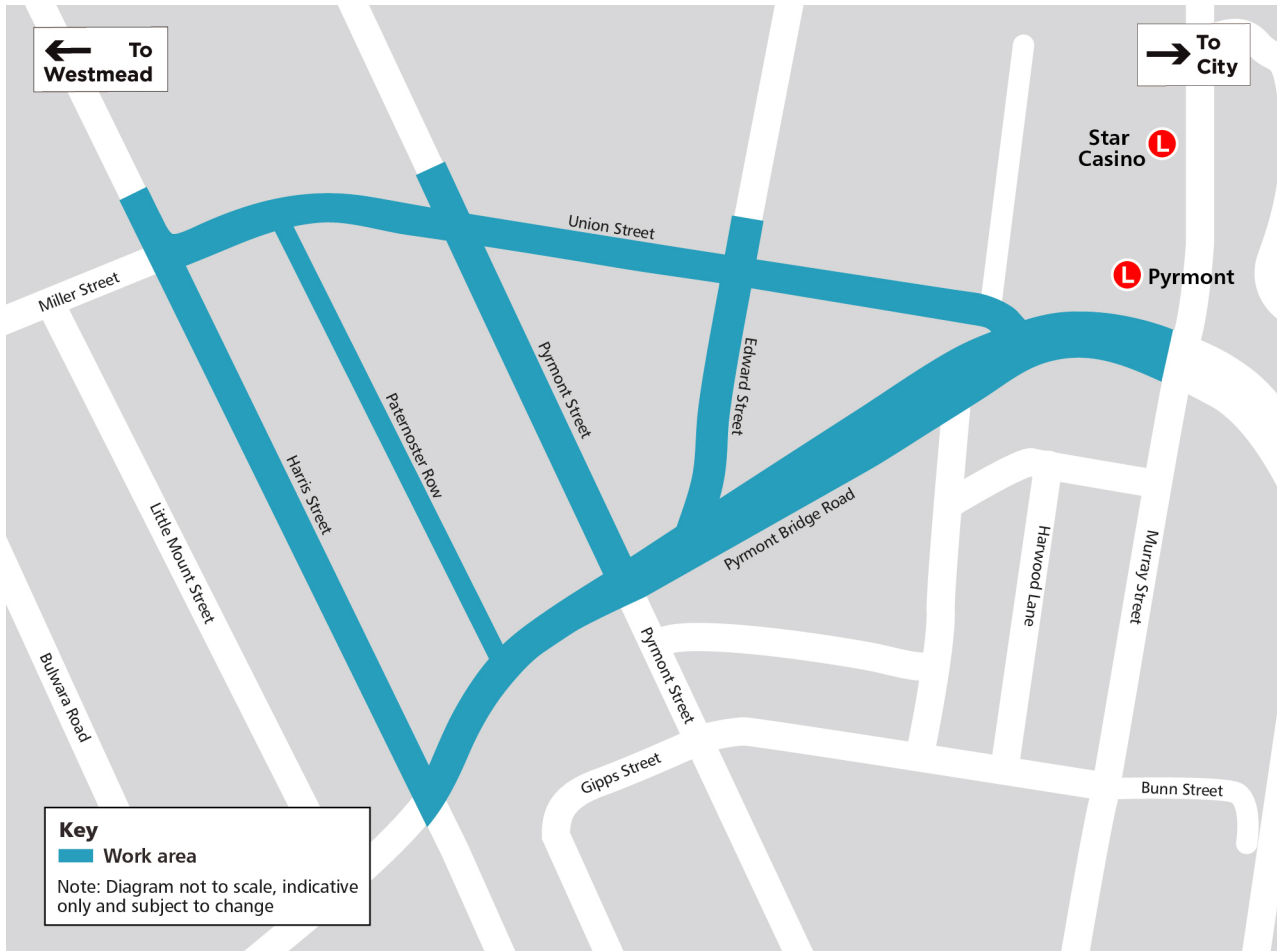 To
Westmead
To
City
Star
Casino
L
L
Pyrmont
Union Street
Miller Street
Pyrmont Street
Edward Street
Paternoster Row
Harris Street
Little Mount Street
Pyrmont Bridge Road
Harwood Lane
Murray Street
Bulwara Road
Pyrmont Street
Gipps Street
Bunn Street
Key
Work area
Note: Diagram not to scale, indicative
only and subject to change